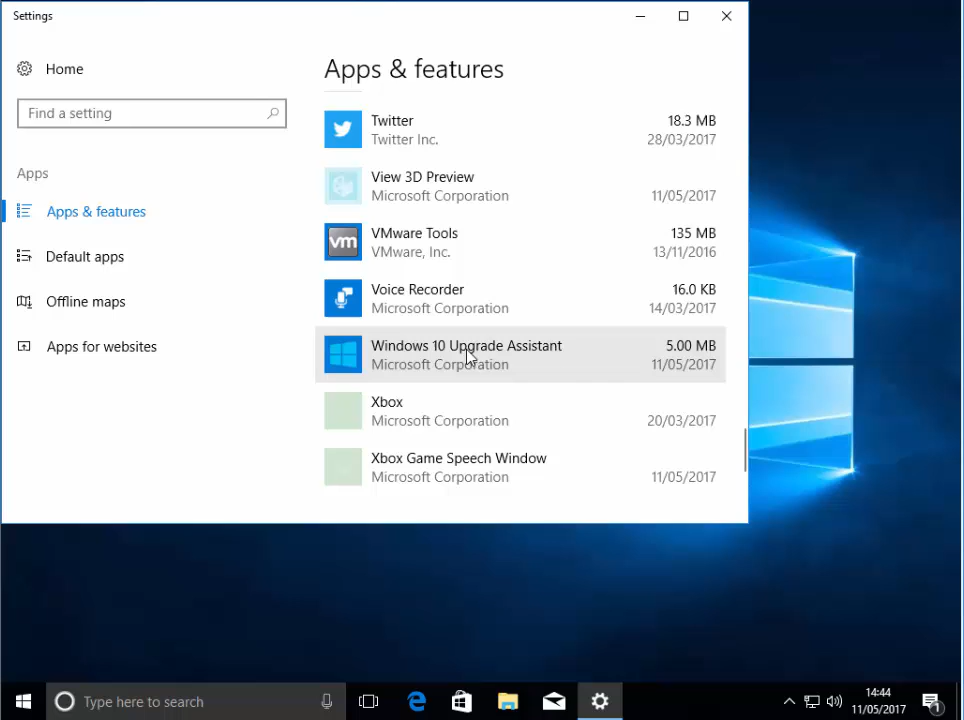 Settings
Home
Find a setting
Apps
Apps & features
Default apps
Offline maps
Apps for websites
Apps & features
Twitter 18.3 MB
Twitter Inc. 28/03/2017
View 3D Preview
Microsoft Corporation 11/05/2017
vm
VMware Tools 135 MB
VMware, Inc. 13/11/2016
Voice Recorder 16.0 KB
Microsoft Corporation 14/03/2017
Windows 10 Upgrade Assistant 5.00 MB
Microsoft Corporation 11/05/2017
Xbox
Microsoft Corporation 20/03/2017
Xbox Game Speech Window
Microsoft Corporation 11/05/2017
Type here to search
14:44
11/05/2017
1